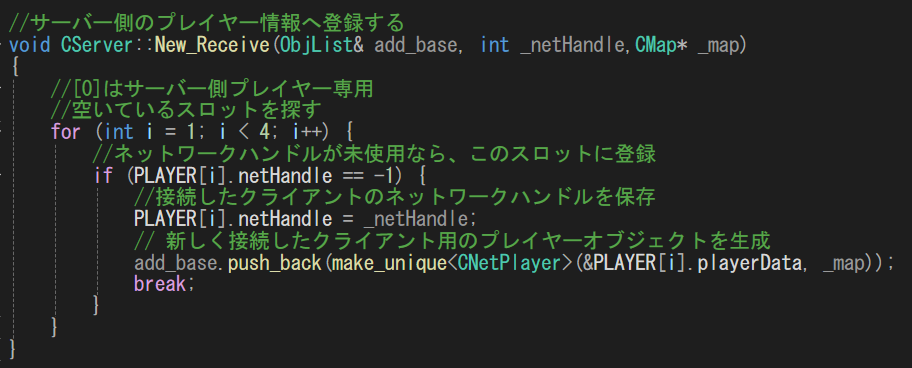 //サーバー側のプレイヤー情報へ登録する
void CServer::New_Receive(ObjList& add_base, int _netHandle,CMap* _map)
{
//[0]はサーバー側プレイヤー専用
//空いているスロットを探す
for (int i = 1; i < 4; i++) {
//ネットワークハンドルが未使用なら、このスロットに登録
if (PLAYER[i].netHandle == -1) {
//接続したクライアントのネットワークハンドルを保存
PLAYER[i].netHandle = _netHandle;
// 新しく接続したクライアント用のプレイヤーオブジェクトを生成
add_base.push_back(make_unique<CNetPlayer>(&PLAYER[i].playerData, _map));
break;
}
}
}